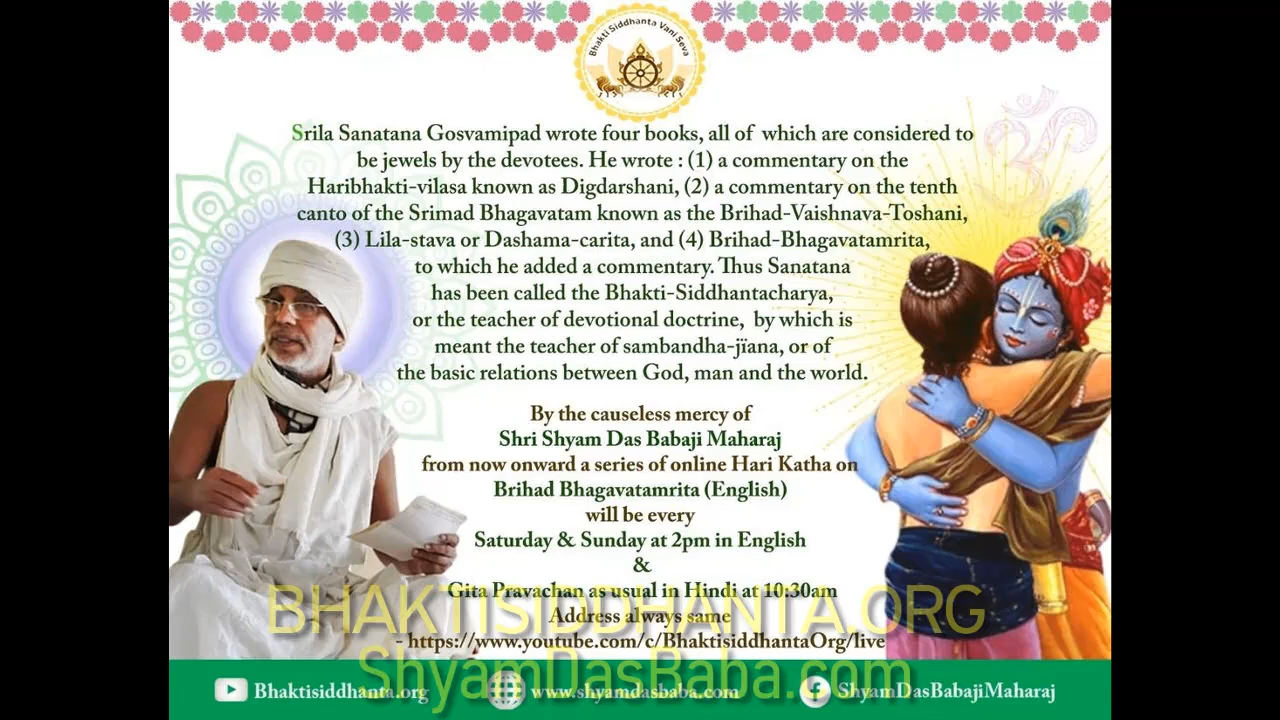 Bhakti Siddhanta Vani Seva
Srila Sanatana Gosvamipad wrote four books, all of which are considered to
be jewels by the devotees. He wrote : (1) a commentary on the
Haribhakti-vilasa known as Digdarshani, (2) a commentary on the tenth
canto of the Srimad Bhagavatam known as the Brihad-Vaishnava-Toshani,
(3) Lila-stava or Dashama-carita, and (4) Brihad-Bhagavatamrita,
to which he added a commentary. Thus Sanatana
has been called the Bhakti-Siddhantacharya,
or the teacher of devotional doctrine, by which is
meant the teacher of sambandha-jïana, or of
the basic relations between God, man and the world.
By the causeless mercy of
Shri Shyam Das Babaji Maharaj
from now onward a series of online Hari Katha on
Brihad Bhagavatamrita (English)
will be every
Saturday & Sunday at 2pm in English
&
Gita Pravachan as usual in Hindi at 10:30am
BHAKTISIDDHANTA.ORG
Address always same
- https://www.youtube.com/c/BhaktisiddhantaOrg/live
ShyamDasBaba.com
Bhaktisiddhanta.org
www.shyamdasbaba.com
ShyamDasBabajiMaharaj